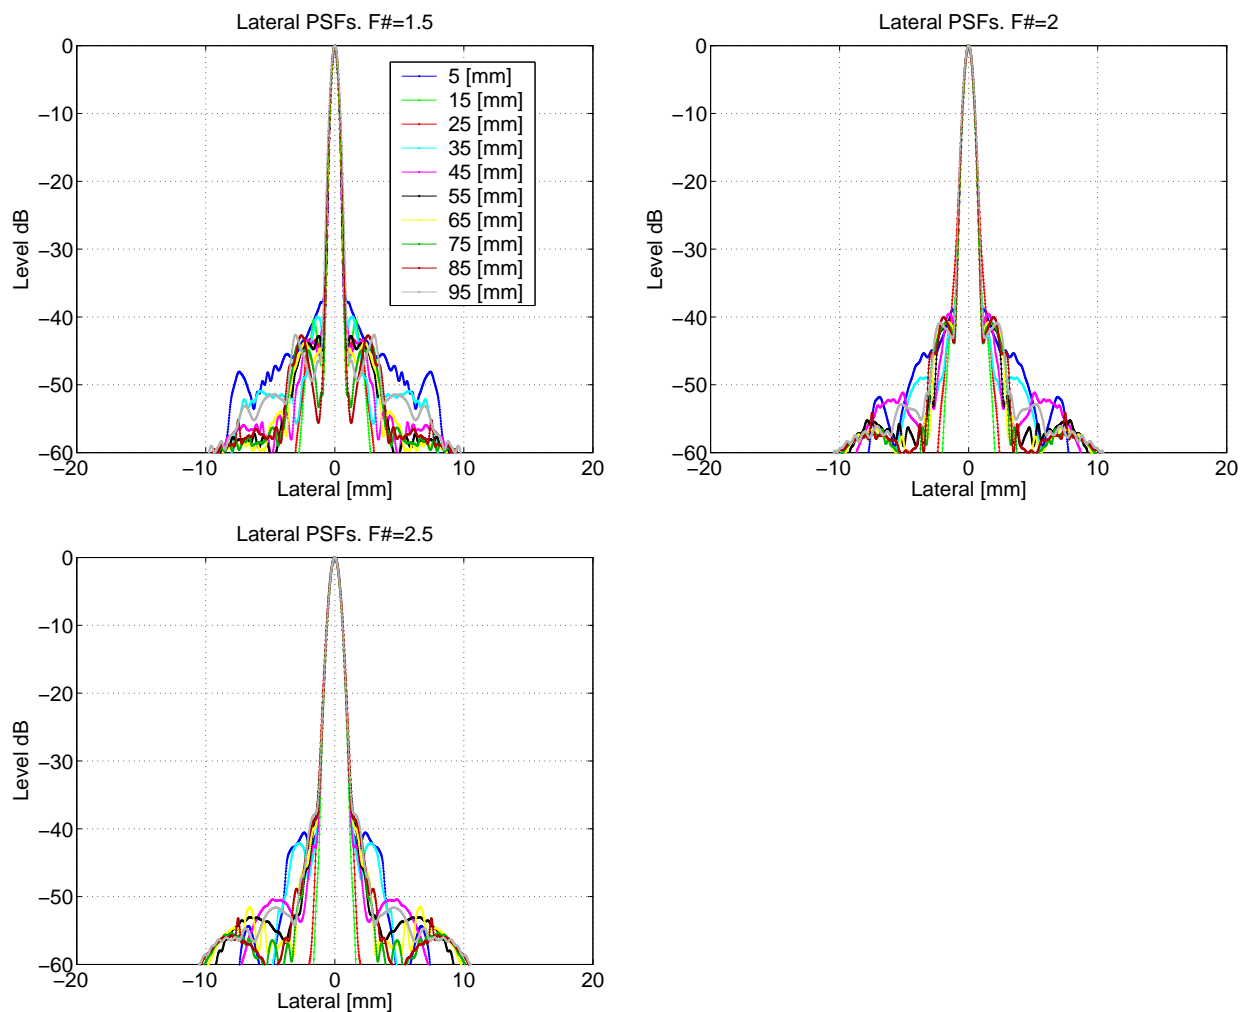 Lateral PSFs. F#=1.5
0
−10
−20
−30
−40
−50
−60
Level dB
−20
−10
0
10
20
Lateral [mm]
5 [mm]
15 [mm]
25 [mm]
35 [mm]
45 [mm]
55 [mm]
65 [mm]
75 [mm]
85 [mm]
95 [mm]
Lateral PSFs. F#=2
0
−10
−20
−30
−40
−50
−60
Level dB
−20
−10
0
10
20
Lateral [mm]
Lateral PSFs. F#=2.5
0
−10
−20
−30
−40
−50
−60
Level dB
−20
−10
0
10
20
Lateral [mm]